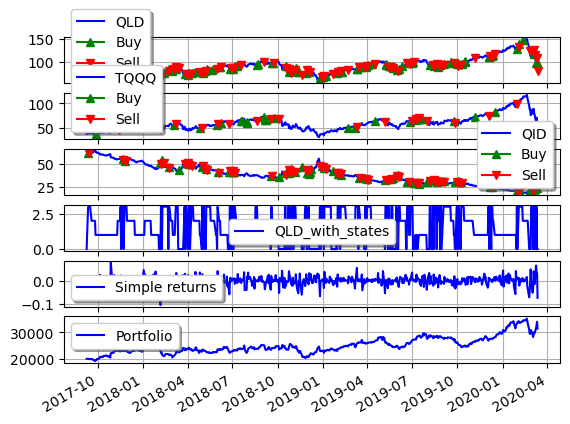 QLD
Buy
Sell
150
100
TQQQ
Buy
Sell
100
50
QID
Buy
Sell
50
25
QLD_with_states
2.5
0.0
Simple returns
0.0
−0.1
Portfolio
30000
20000
2017-10
2018-01
2018-04
2018-07
2018-10
2019-01
2019-04
2019-07
2019-10
2020-01
2020-04